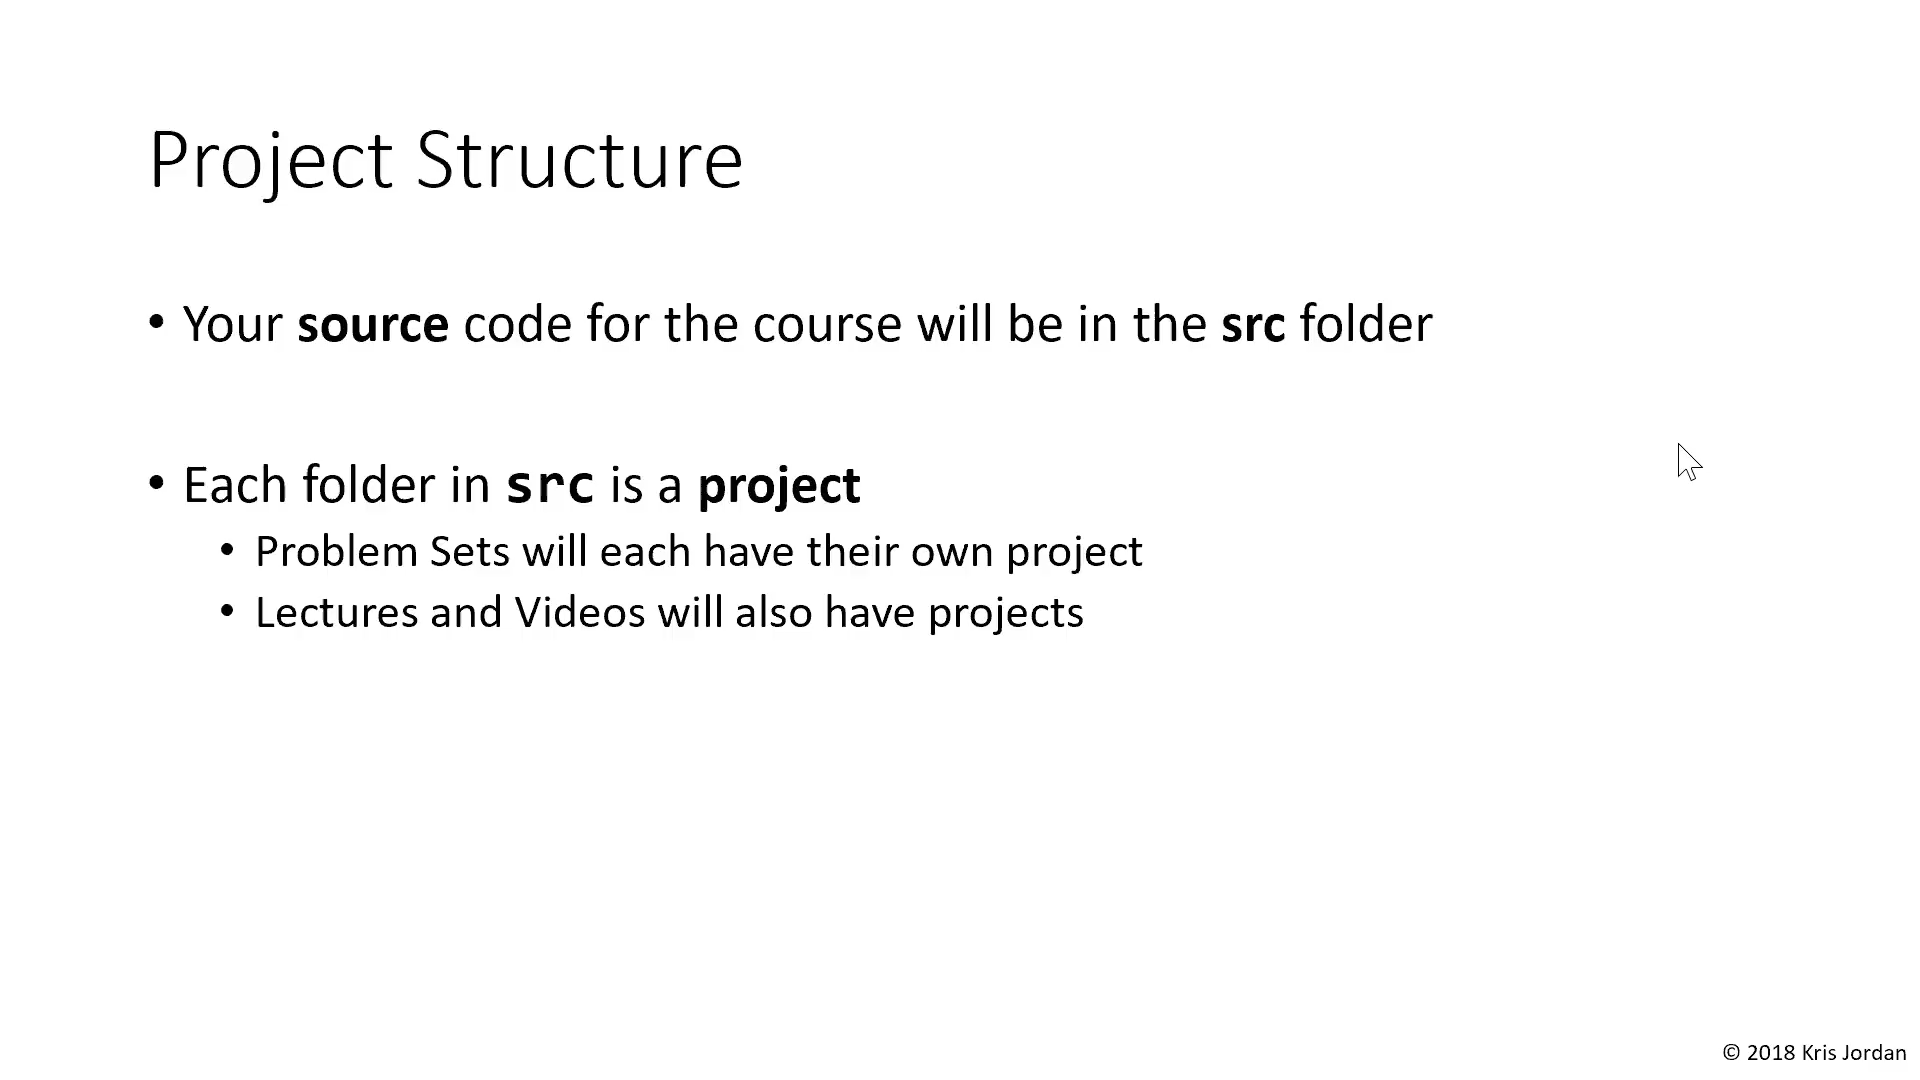 Project Structure
• Your source code for the course will be in the src folder
• Each folder in src is a project
• Problem Sets will each have their own project
• Lectures and Videos will also have projects
© 2018 Kris Jordan